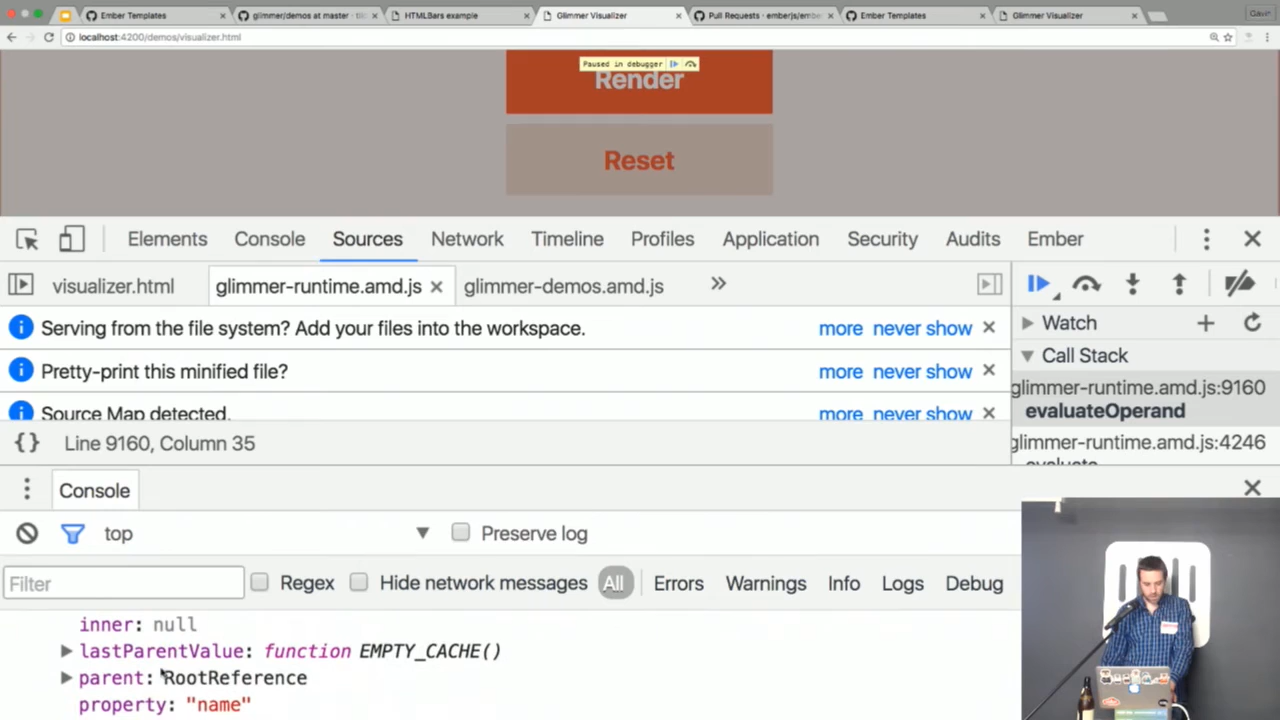 Ember Templates
glimmer/demos at master · til
HTMLBars example
Glimmer Visualizer
Pull Requests · emberjs/embe
Ember Templates
Glimmer Visualizer
Gavin
localhost:4200/demos/visualizer.html
Paused in debugger
Render
Reset
Elements
Console
Sources
Network
Timeline
Profiles
Application
Security
Audits
Ember
visualizer.html
glimmer-runtime.amd.js
glimmer-demos.amd.js
Serving from the file system? Add your files into the workspace. more never show
Pretty-print this minified file? more never show
Source Map detected. more never show
{} Line 9160, Column 35
Watch
Call Stack
glimmer-runtime.amd.js:9160
evaluateOperand
glimmer-runtime.amd.js:4246
evaluate
Console
top
Preserve log
Filter
Regex
Hide network messages
All
Errors
Warnings
Info
Logs
Debug
inner: null
lastParentValue: function EMPTY_CACHE()
parent: RootReference
property: "name"